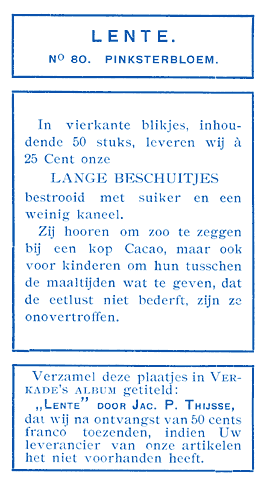 LENTE.
Nº 80. PINKSTERBLOEM.
In vierkante blikjes, inhou-
dende 50 stuks, leveren wij à
25 Cent onze
LANGE BESCHUITJES
bestrooid met suiker en een
weinig kaneel.
Zij hooren om zoo te zeggen
bij een kop Cacao, maar ook
voor kinderen om hun tusschen
de maaltijden wat te geven, dat
de eetlust niet bederft, zijn ze
onovertroffen.
Verzamel deze plaatjes in VER-
KADE'S ALBUM getiteld:
„LENTE” DOOR JAC. P. THIJSSE,
dat wij na ontvangst van 50 cents
franco toezenden, indien Uw
leverancier van onze artikelen
het niet voorhanden heeft.